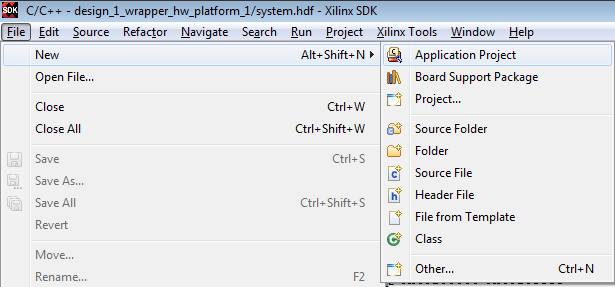 SDK C/C++ - design_1_wrapper_hw_platform_1/system.hdf - Xilinx SDK
File Edit Source Refactor Navigate Search Run Project Xilinx Tools Window Help
New Alt+Shift+N
Open File...
Close Ctrl+W
Close All Ctrl+Shift+W
Save Ctrl+S
Save As...
Save All Ctrl+Shift+S
Revert
Move...
Rename... F2
Application Project
Board Support Package
Project...
Source Folder
Folder
Source File
Header File
File from Template
Class
Other... Ctrl+N